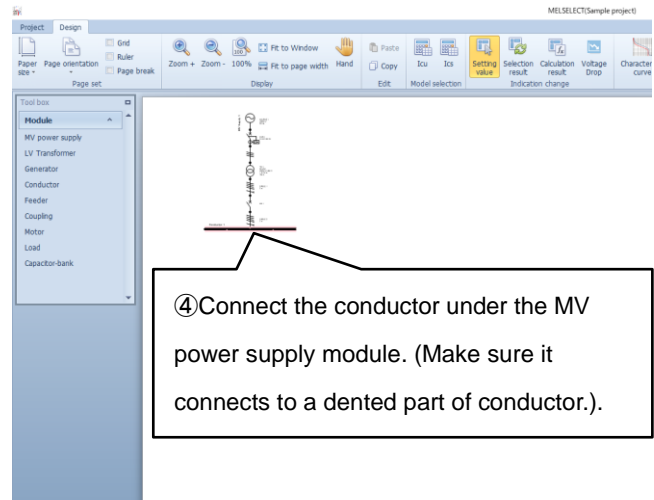 MELSELECT(Sample project)
Project Design
Paper size
Page orientation
Grid
Ruler
Page break
Page set
Zoom +
Zoom -
100%
Fit to Window
Fit to page width
Hand
Display
Paste
Copy
Edit
Icu
Ics
Model selection
Setting value
Selection result
Calculation result
Voltage Drop
Indication change
Character
curve
Tool box
Module
MV power supply
LV Transformer
Generator
Conductor
Feeder
Coupling
Motor
Load
Capacitor-bank
④Connect the conductor under the MV
power supply module. (Make sure it
connects to a dented part of conductor.).